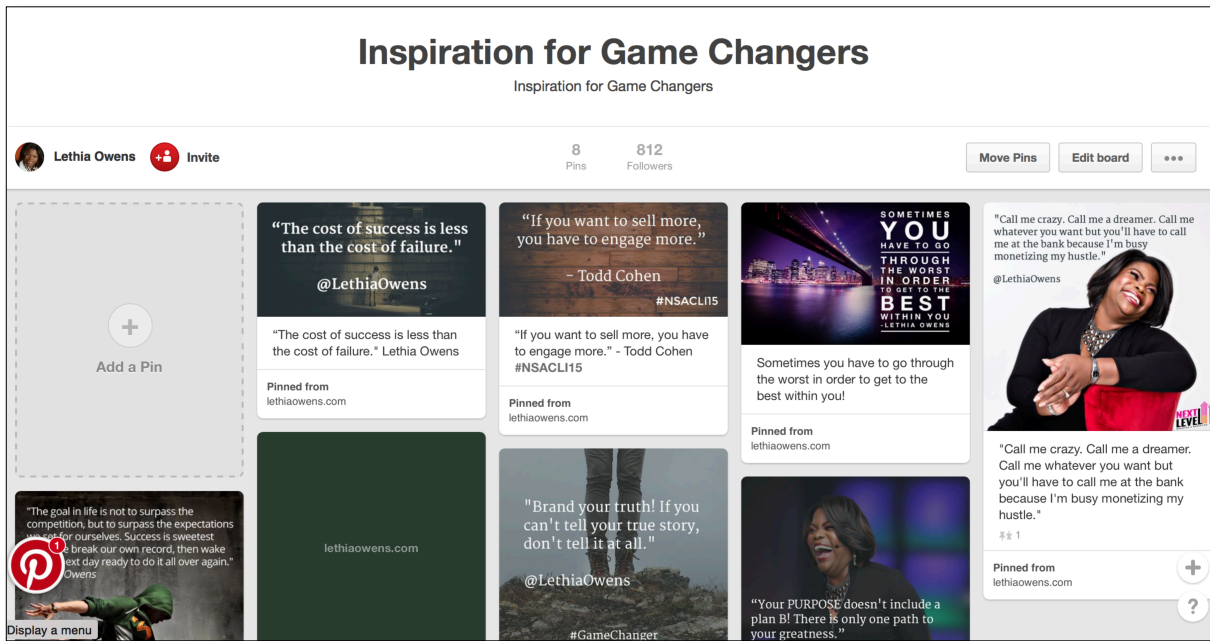 Inspiration for Game Changers
Inspiration for Game Changers
Lethia Owens
Invite
8
Pins
812
Followers
Move Pins
Edit board
Add a Pin
“The cost of success is less
than the cost of failure."
@LethiaOwens
“The cost of success is less than
the cost of failure." Lethia Owens
Pinned from
lethiaowens.com
“If you want to sell more,
you have to engage more.”
- Todd Cohen
#NSACLI15
“If you want to sell more, you have
to engage more.” - Todd Cohen
#NSACLI15
Pinned from
lethiaowens.com
SOMETIMES
YOU
HAVE TO GO
THROUGH
THE WORST
IN ORDER
TO GET TO THE
BEST
WITHIN YOU
-LETHIA OWENS
Sometimes you have to go through
the worst in order to get to the
best within you!
Pinned from
lethiaowens.com
"Call me crazy. Call me a dreamer. Call me
whatever you want but you'll have to call
me at the bank because I'm busy
monetizing my hustle."
@LethiaOwens
NEXT
LEVEL
"Call me crazy. Call me a dreamer.
Call me whatever you want but
you'll have to call me at the bank
because I'm busy monetizing my
hustle."
1
Pinned from
lethiaowens.com
"The goal in life is not to surpass the
competition, but to surpass the expectations
we set for ourselves. Success is sweetest
break our own record, then wake
next day ready to do it all over again."
Owens
1
Display a menu
lethiaowens.com
"Brand your truth! If you
can't tell your true story,
don't tell it at all."
@LethiaOwens
#GameChanger
“Your PURPOSE doesn't include a
plan B! There is only one path to
your greatness.”
?